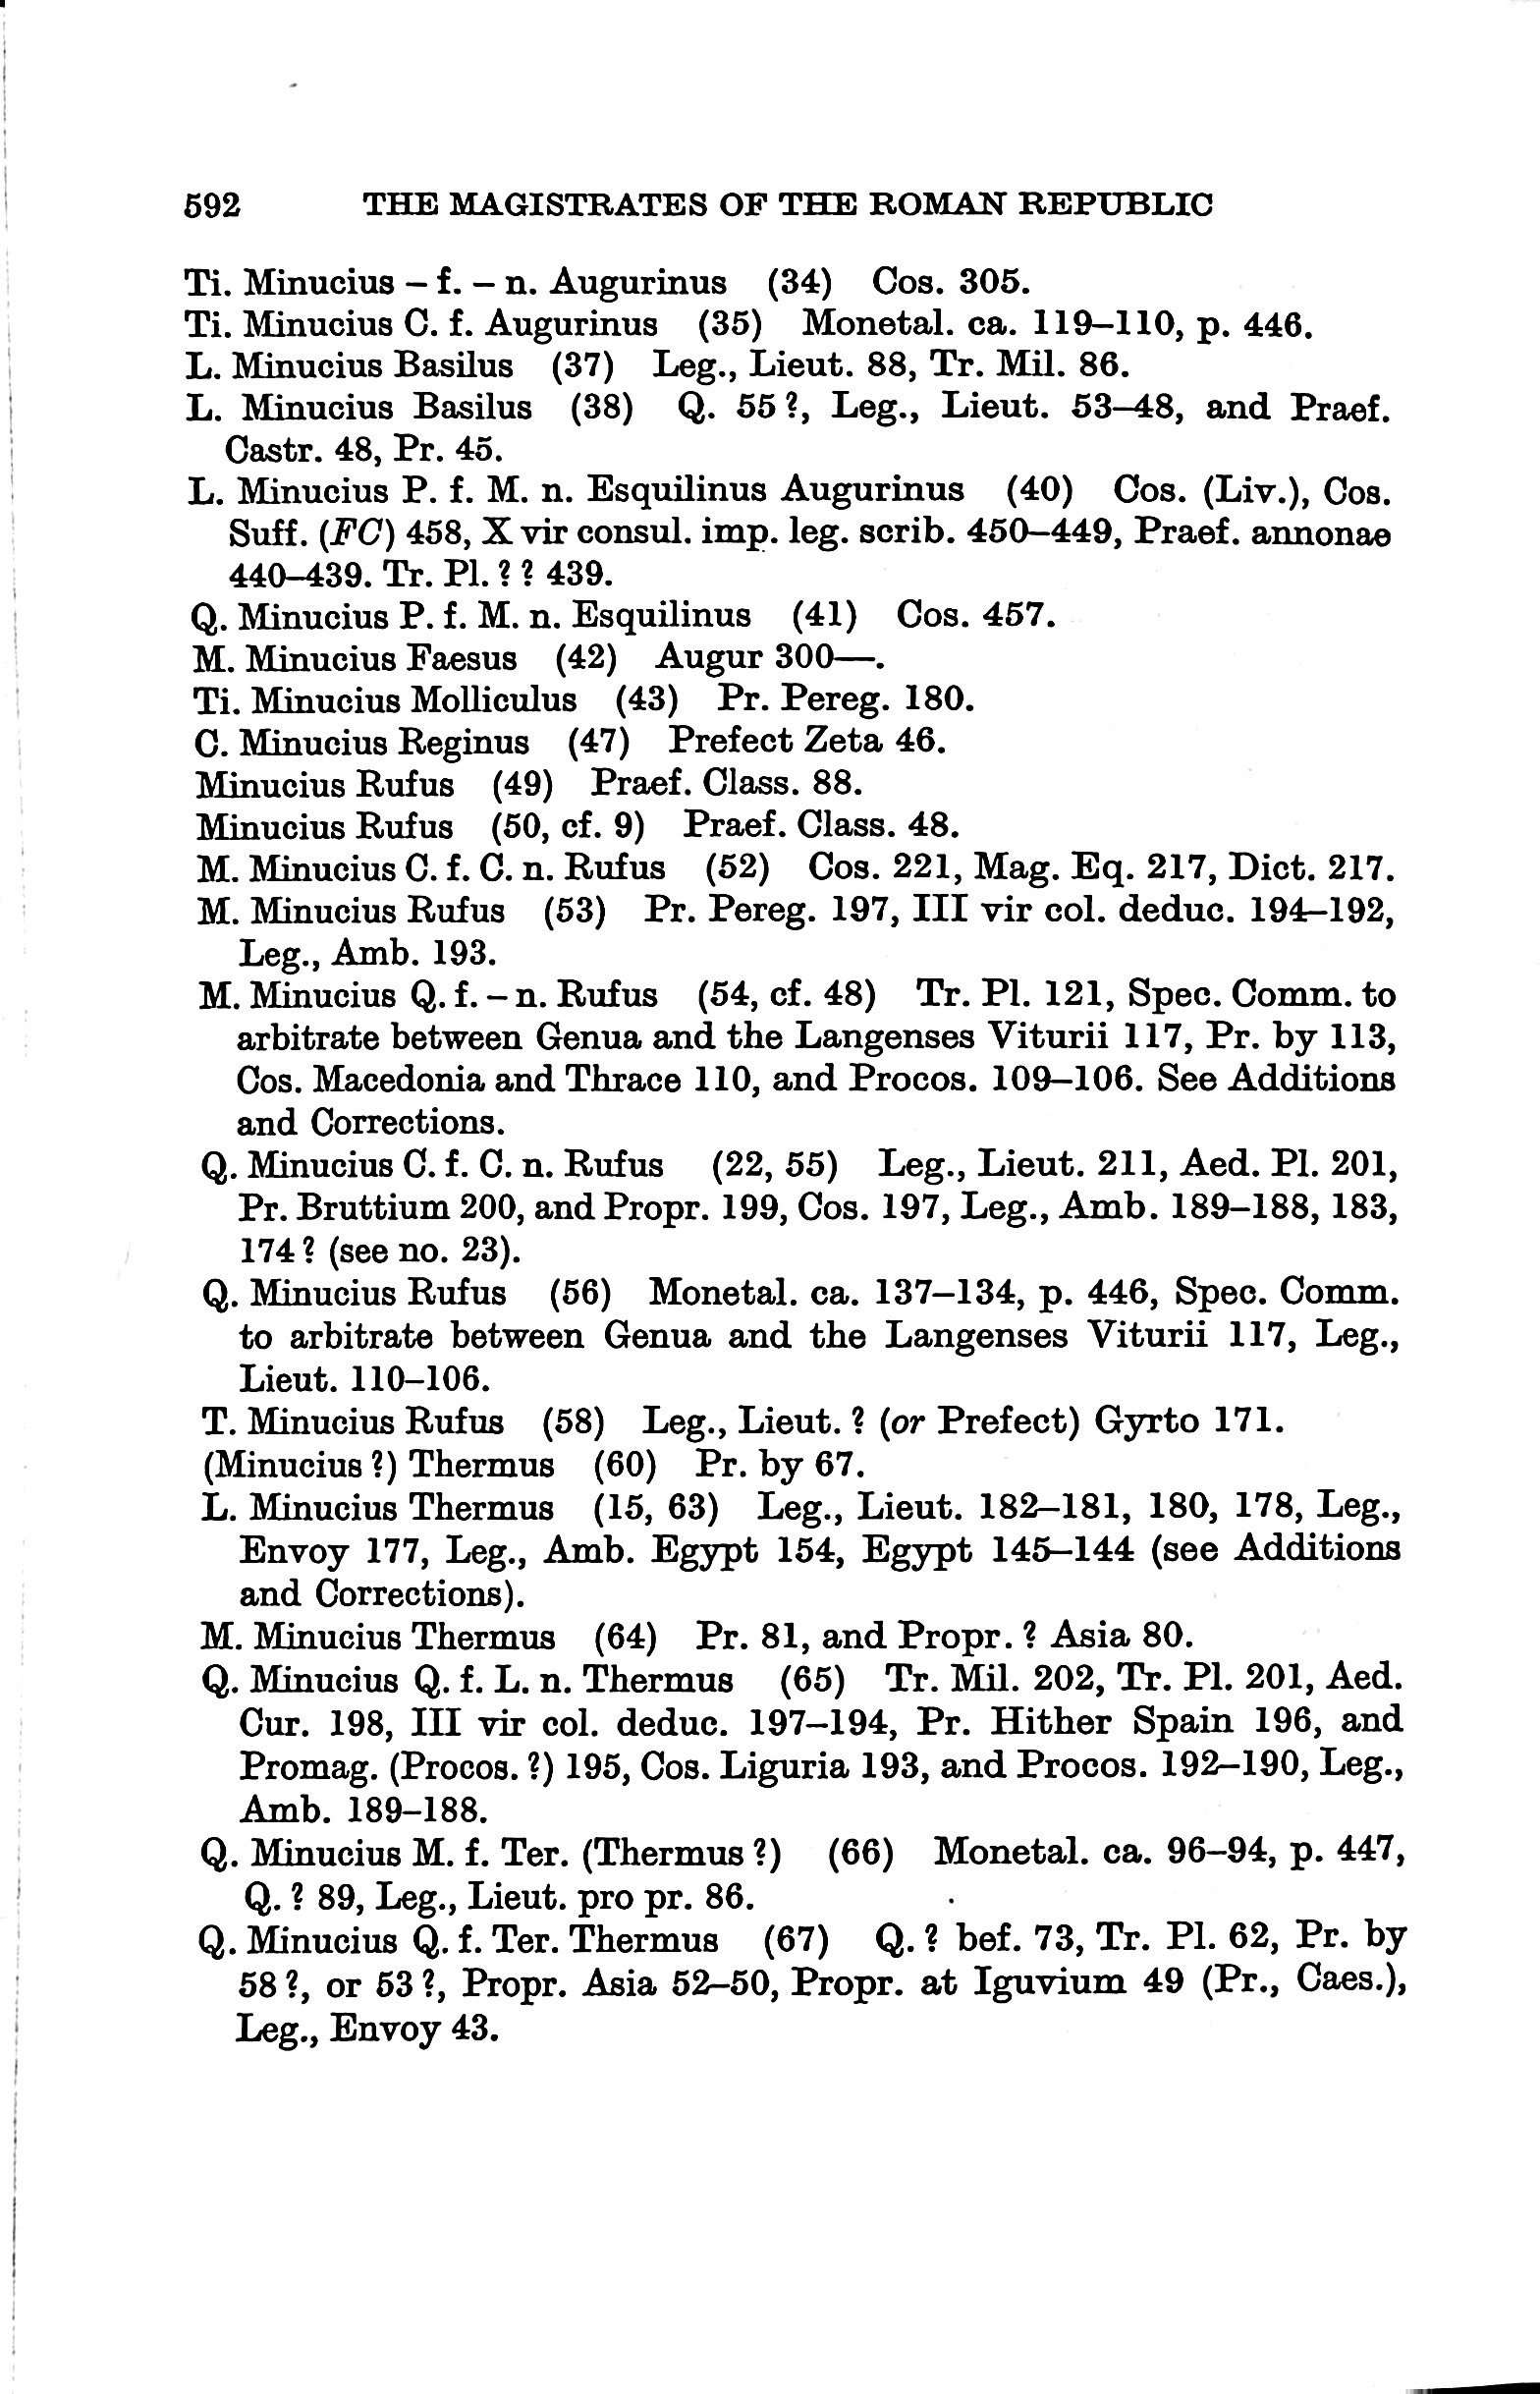 592 THE MAGISTRATES OF THE ROMAN REPUBLIC
Ti. Minucius – f. – n. Augurinus (34) Cos. 305.
Ti. Minucius C. f. Augurinus (35) Monetal. ca. 119–110, p. 446.
L. Minucius Basilus (37) Leg., Lieut. 88, Tr. Mil. 86.
L. Minucius Basilus (38) Q. 55?, Leg., Lieut. 53–48, and Praef.
Castr. 48, Pr. 45.
L. Minucius P. f. M. n. Esquilinus Augurinus (40) Cos. (Liv.), Cos.
Suff. (FC) 458, X vir consul. imp. leg. scrib. 450–449, Praef. annonae
440–439. Tr. Pl. ? ? 439.
Q. Minucius P. f. M. n. Esquilinus (41) Cos. 457.
M. Minucius Faesus (42) Augur 300—.
Ti. Minucius Molliculus (43) Pr. Pereg. 180.
C. Minucius Reginus (47) Prefect Zeta 46.
Minucius Rufus (49) Praef. Class. 88.
Minucius Rufus (50, cf. 9) Praef. Class. 48.
M. Minucius C. f. C. n. Rufus (52) Cos. 221, Mag. Eq. 217, Dict. 217.
M. Minucius Rufus (53) Pr. Pereg. 197, III vir col. deduc. 194–192,
Leg., Amb. 193.
M. Minucius Q. f. – n. Rufus (54, cf. 48) Tr. Pl. 121, Spec. Comm. to
arbitrate between Genua and the Langenses Viturii 117, Pr. by 113,
Cos. Macedonia and Thrace 110, and Procos. 109–106. See Additions
and Corrections.
Q. Minucius C. f. C. n. Rufus (22, 55) Leg., Lieut. 211, Aed. Pl. 201,
Pr. Bruttium 200, and Propr. 199, Cos. 197, Leg., Amb. 189–188, 183,
174? (see no. 23).
Q. Minucius Rufus (56) Monetal. ca. 137–134, p. 446, Spec. Comm.
to arbitrate between Genua and the Langenses Viturii 117, Leg.,
Lieut. 110–106.
T. Minucius Rufus (58) Leg., Lieut. ? (or Prefect) Gyrto 171.
(Minucius ?) Thermus (60) Pr. by 67.
L. Minucius Thermus (15, 63) Leg., Lieut. 182–181, 180, 178, Leg.,
Envoy 177, Leg., Amb. Egypt 154, Egypt 145–144 (see Additions
and Corrections).
M. Minucius Thermus (64) Pr. 81, and Propr. ? Asia 80.
Q. Minucius Q. f. L. n. Thermus (65) Tr. Mil. 202, Tr. Pl. 201, Aed.
Cur. 198, III vir col. deduc. 197–194, Pr. Hither Spain 196, and
Promag. (Procos. ?) 195, Cos. Liguria 193, and Procos. 192–190, Leg.,
Amb. 189–188.
Q. Minucius M. f. Ter. (Thermus ?) (66) Monetal. ca. 96–94, p. 447,
Q. ? 89, Leg., Lieut. pro pr. 86.
Q. Minucius Q. f. Ter. Thermus (67) Q. ? bef. 73, Tr. Pl. 62, Pr. by
58?, or 53?, Propr. Asia 52–50, Propr. at Iguvium 49 (Pr., Caes.),
Leg., Envoy 43.